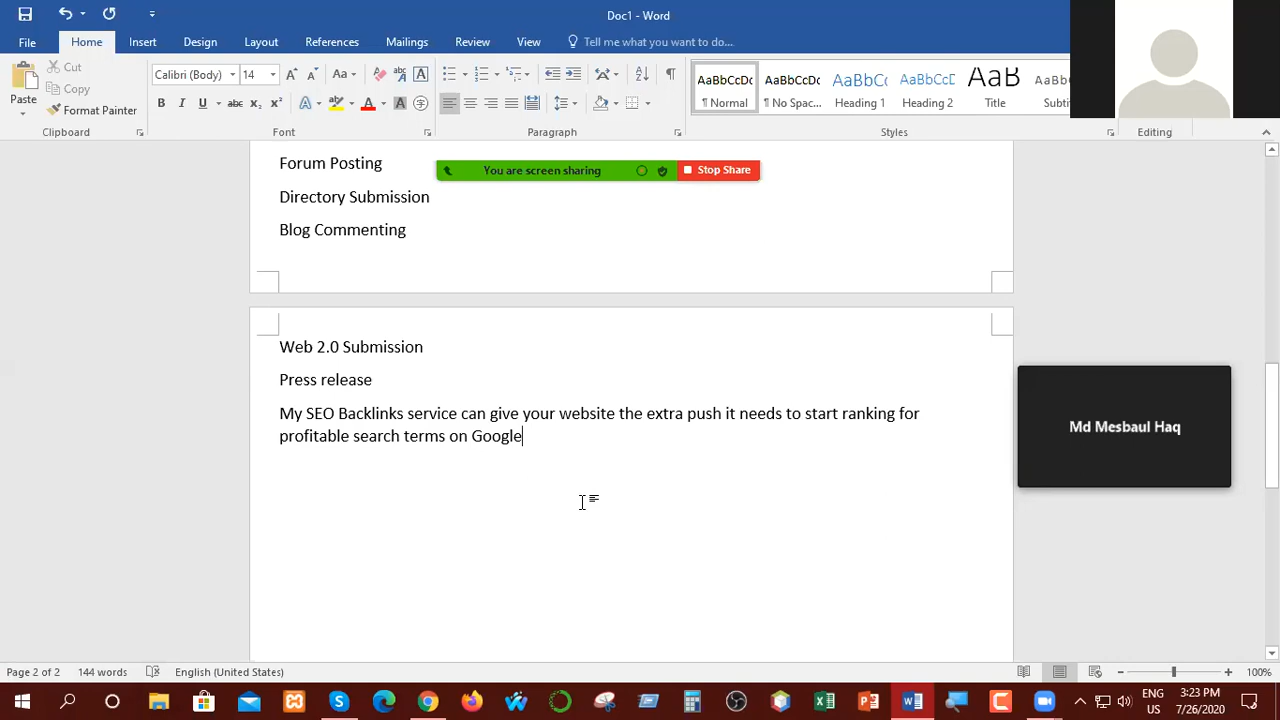 Doc1 - Word
File Home Insert Design Layout References Mailings Review View Tell me what you want to do...
Cut
Copy
Format Painter
Paste
Calibri (Body) 14
AaBbCcDc AaBbCcDc AaBbCc AaBbCcD AaB AaBbC
¶ Normal ¶ No Spac... Heading 1 Heading 2 Title Subti
Clipboard Font Paragraph Styles Editing
You are screen sharing Stop Share
Forum Posting
Directory Submission
Blog Commenting
Web 2.0 Submission
Press release
My SEO Backlinks service can give your website the extra push it needs to start ranking for
profitable search terms on Google
Md Mesbaul Haq
Page 2 of 2 144 words English (United States) 100%
ENG
US
3:23 PM
7/26/2020